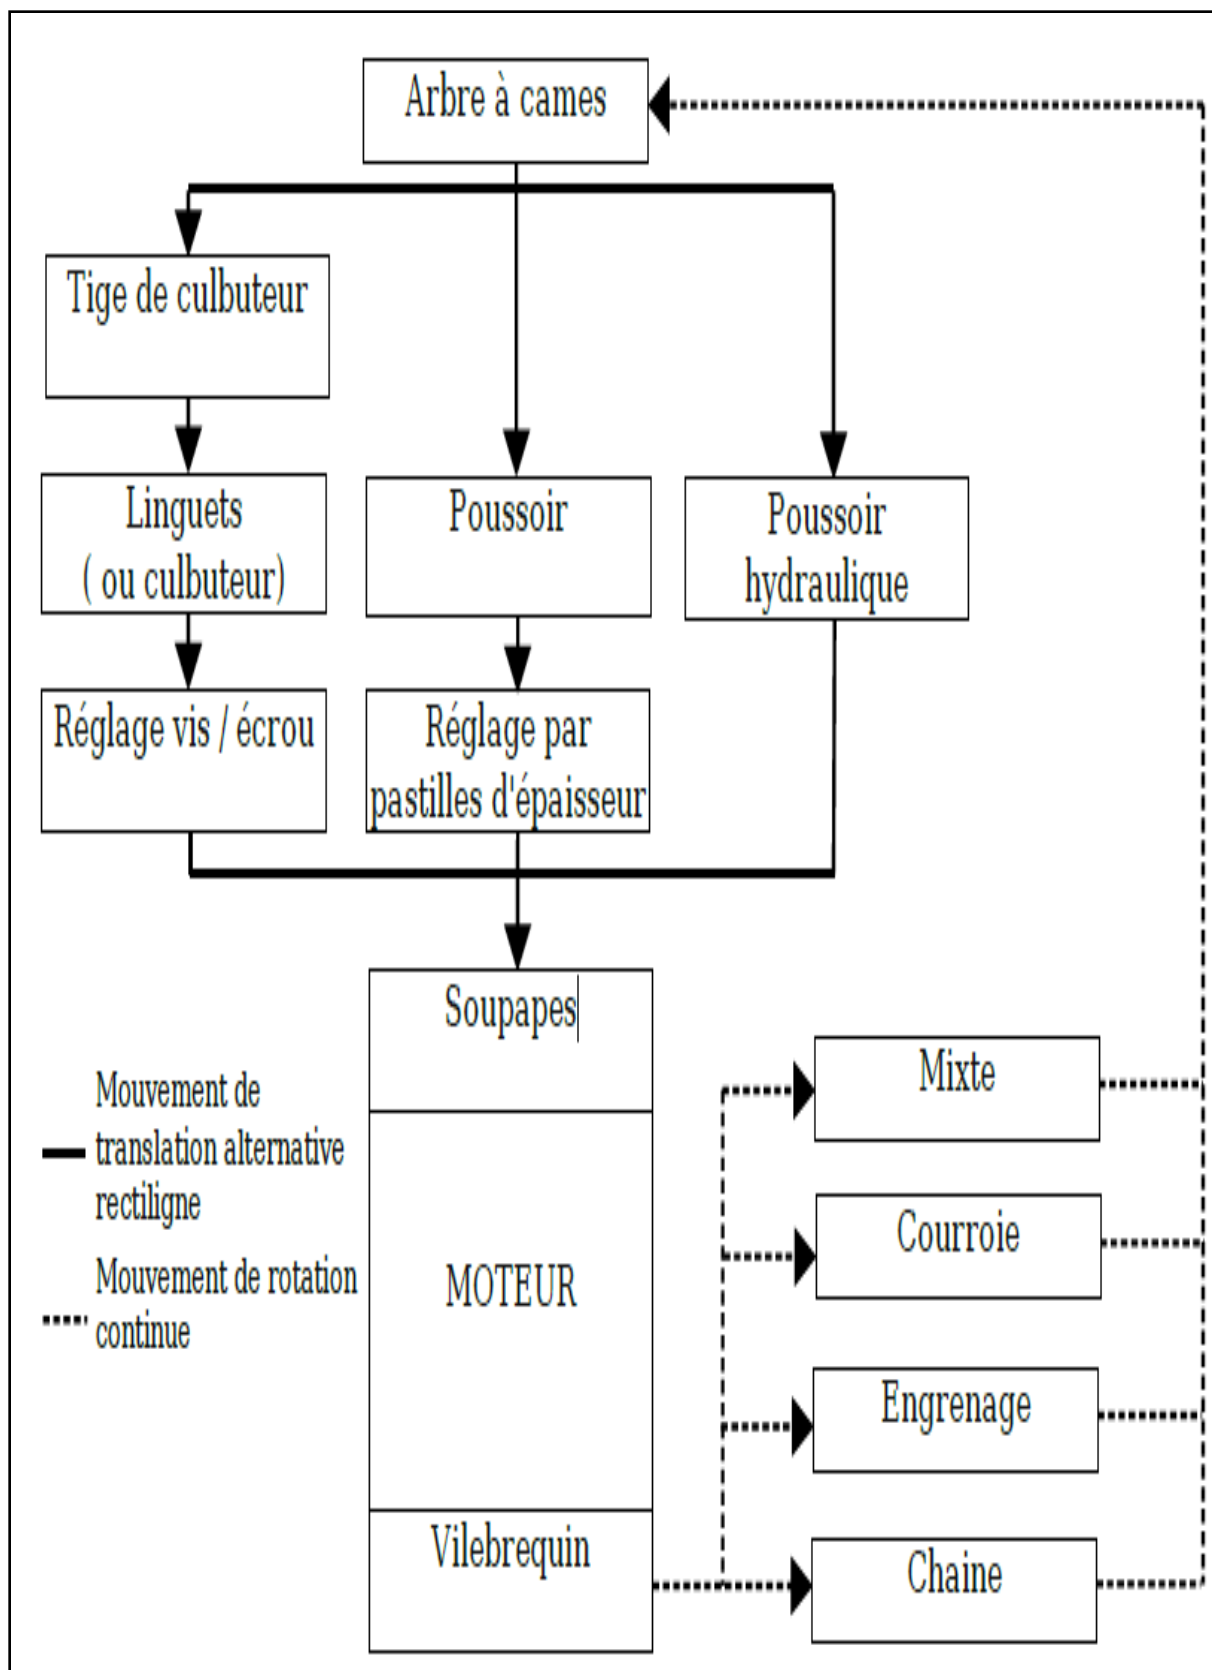 Arbre à cames
Tige de culbuteur
Linguets
( ou culbuteur)
Poussoir
Poussoir
hydraulique
Réglage vis / écrou
Réglage par
pastilles d'épaisseur
Soupapes
Mouvement de
translation alternative
rectiligne
Mouvement de rotation
continue
MOTEUR
Vilebrequin
Mixte
Courroie
Engrenage
Chaine